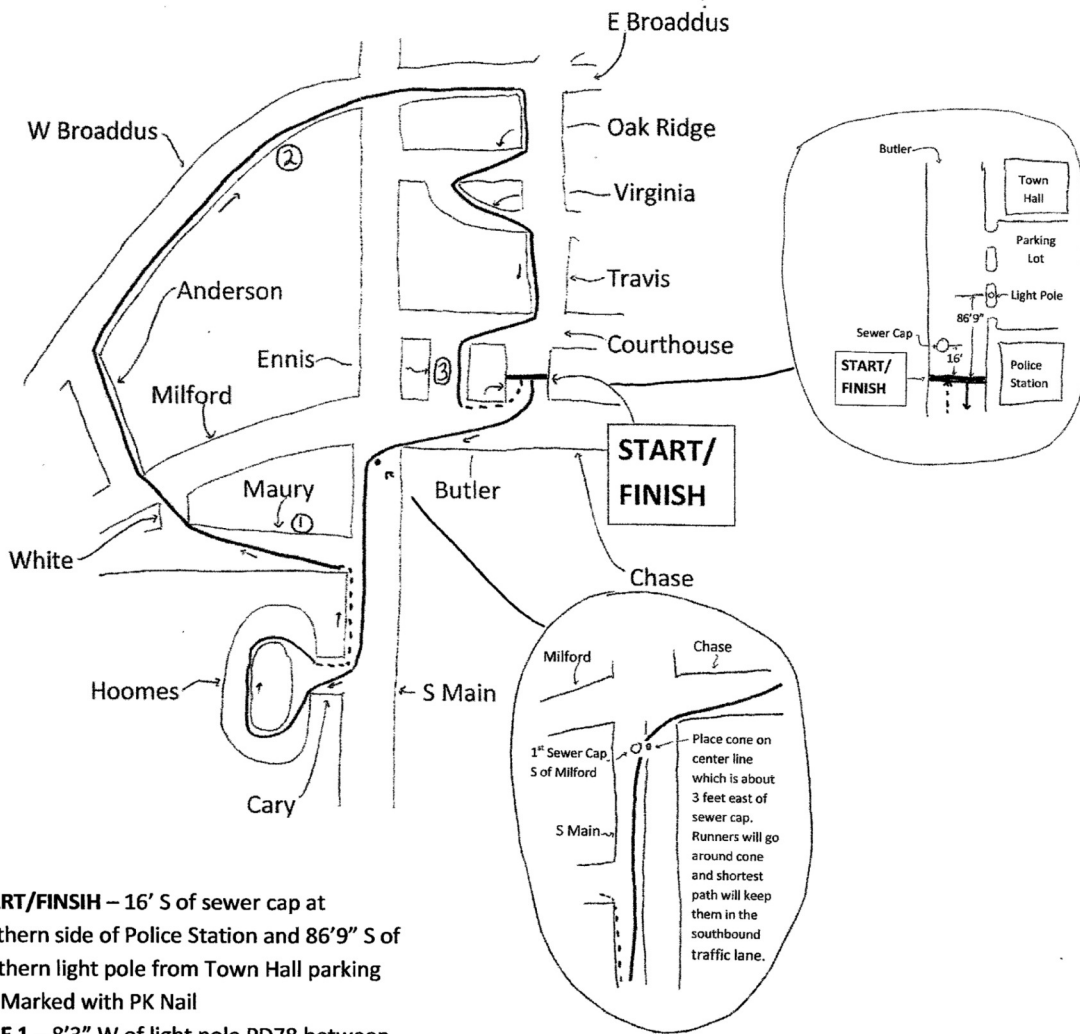 E Broaddus
W Broaddus
Oak Ridge
②
Virginia
Anderson
Travis
Ennis
Courthouse
③
Milford
START/
FINISH
Maury
①
Butler
White
Chase
Hoomes
S Main
Cary
Butler
Town
Hall
Parking
Lot
Light Pole
86'9"
Sewer Cap
16'
START/
FINISH
Police
Station
Milford
Chase
1st Sewer Cap
S of Milford
S Main
Place cone on
center line
which is about
3 feet east of
sewer cap.
Runners will go
around cone
and shortest
path will keep
them in the
southbound
traffic lane.
ART/FINSIH – 16' S of sewer cap at
thern side of Police Station and 86'9" S of
thern light pole from Town Hall parking
Marked with PK Nail